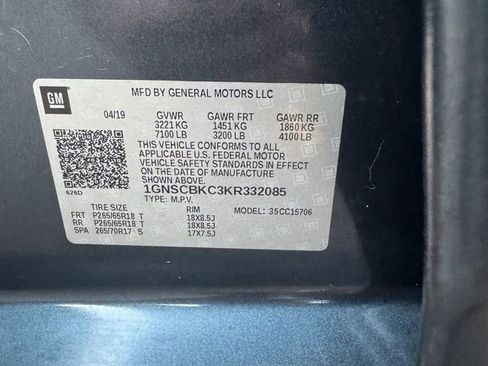 GM
MFD BY GENERAL MOTORS LLC
04/19 GVWR GAWR FRT GAWR RR
3221 KG 1451 KG 1860 KG
7100 LB 3200 LB 4100 LB
THIS VEHICLE CONFORMS TO ALL
APPLICABLE U.S. FEDERAL MOTOR
VEHICLE SAFETY STANDARDS IN EFFECT
ON THE DATE OF MANUFACTURE
SHOWN ABOVE.
626D 1GNSCBKC3KR332085
TYPE: M.P.V.
TIRE SIZE RIM MODEL: 35CC15706
FRT P265/65R18 T 18X8.5J
RR P265/65R18 T 18X8.5J
SPA 265/70R17 S 17X7.5J